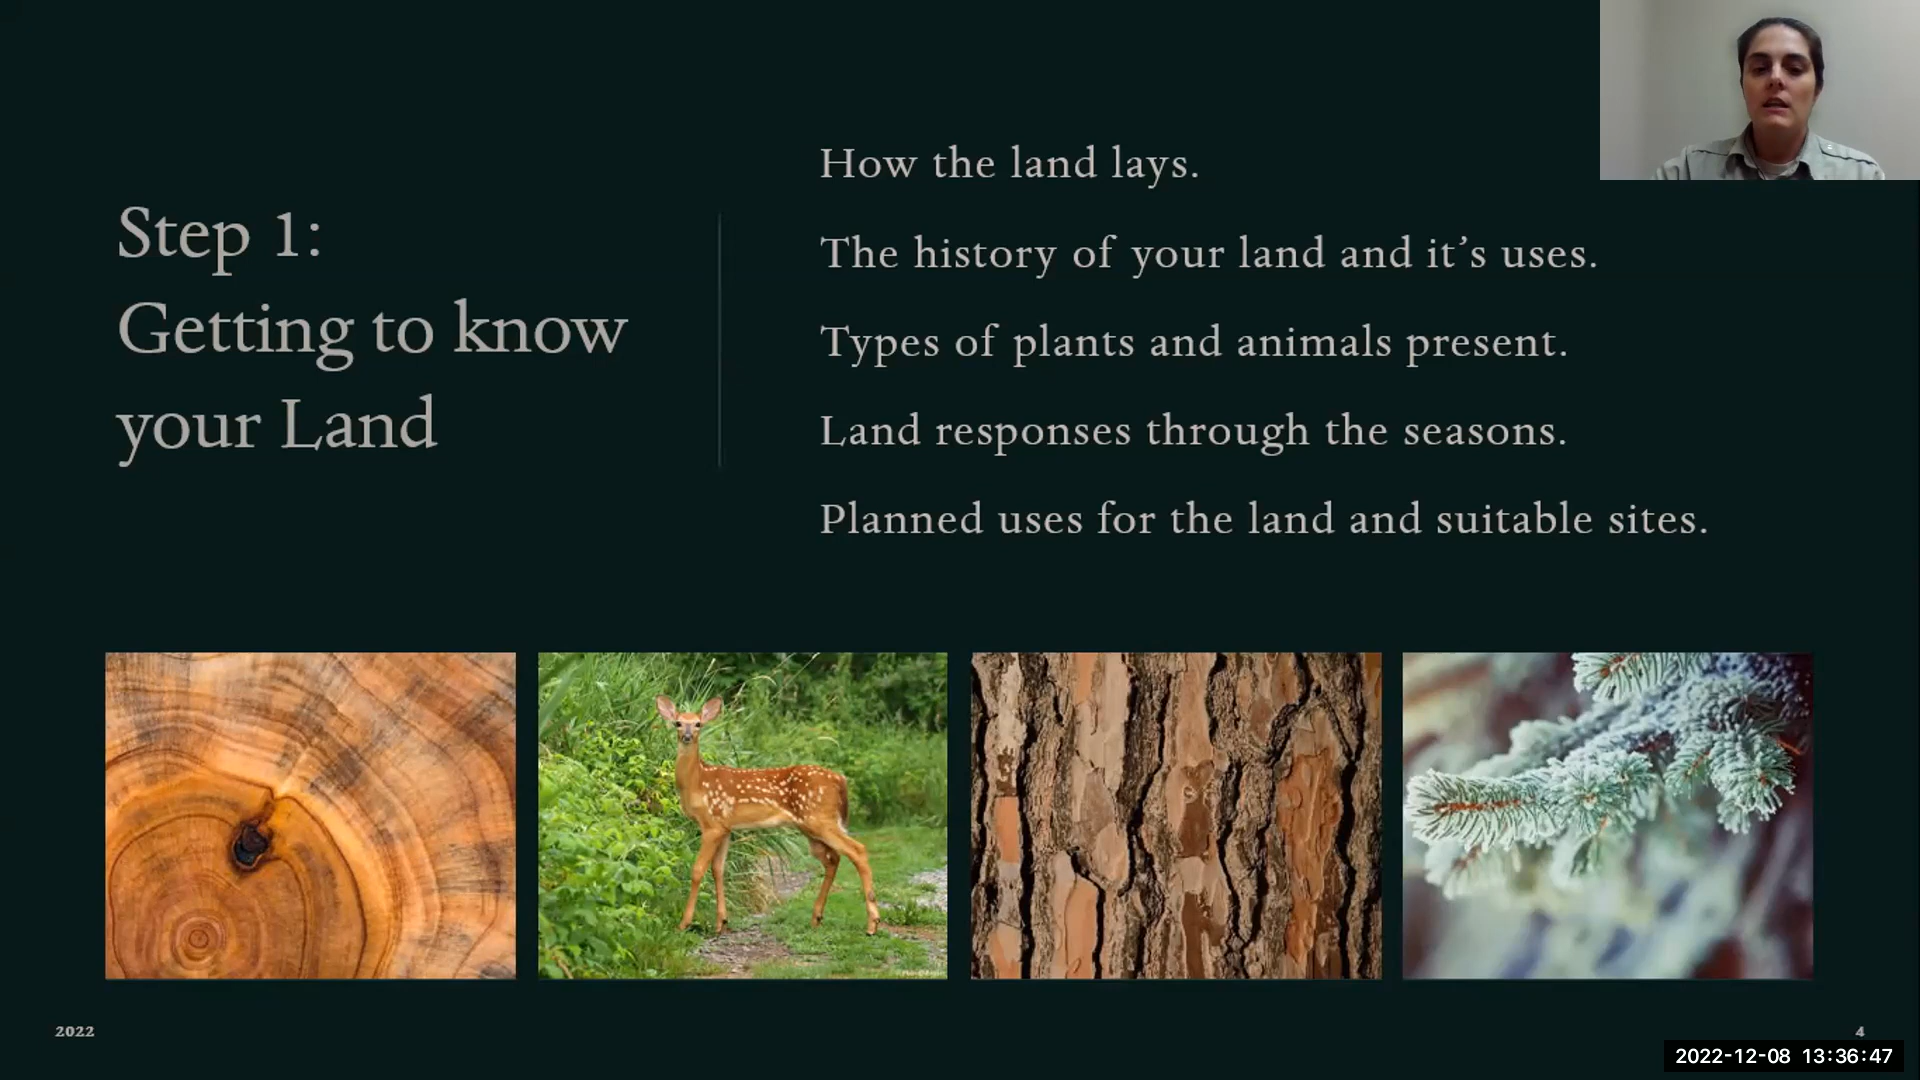 Step 1:
Getting to know
your Land
How the land lays.
The history of your land and it’s uses.
Types of plants and animals present.
Land responses through the seasons.
Planned uses for the land and suitable sites.
2022
4
2022-12-08 13:36:47